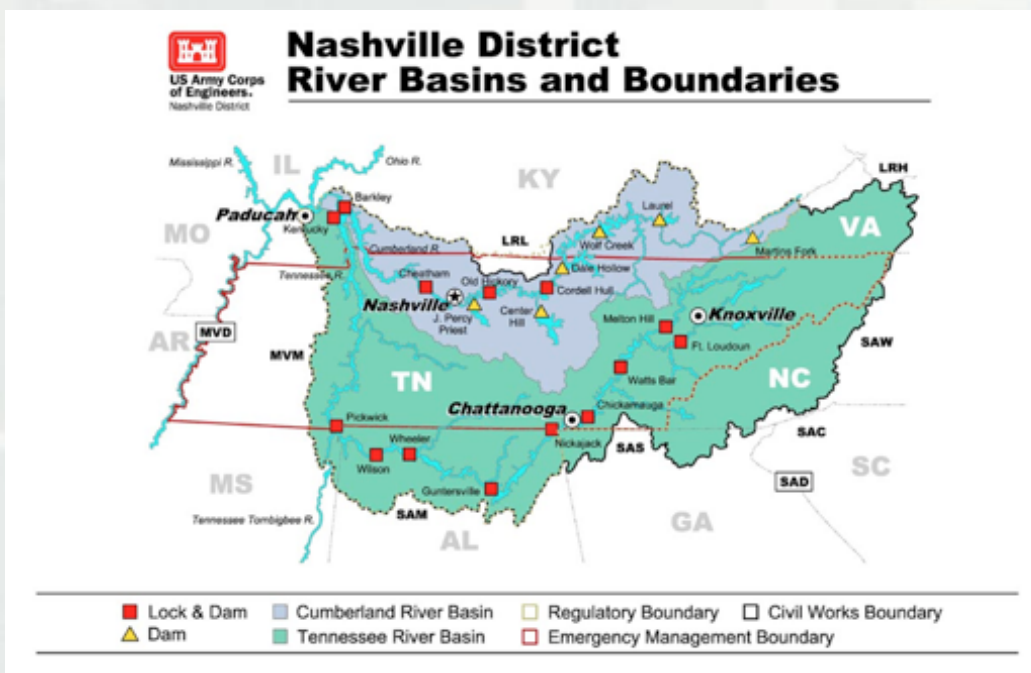 Nashville District
River Basins and Boundaries
US Army Corps
of Engineers.
Nashville District
Mississippi R.
IL
Ohio R.
KY
LRH
Barkley
Laurel
VA
Paducah
Kentucky
MO
Cumberland R.
LRL
Wolf Creek
Martins Fork
Tennessee R.
Cheatham
Old Hickory
Dale Hollow
Cordell Hull
Nashville
J. Percy
Priest
Center
Hill
Melton Hill
Knoxville
MVD
AR
MVM
Ft. Loudoun
SAW
TN
Watts Bar
NC
Chattanooga
Chickamauga
Pickwick
Wheeler
Nickajack
SAS
SAC
Wilson
MS
Guntersville
SC
SAD
SAM
Tennessee Tombigbee R.
AL
GA
Lock & Dam
Cumberland River Basin
Regulatory Boundary
Civil Works Boundary
Dam
Tennessee River Basin
Emergency Management Boundary